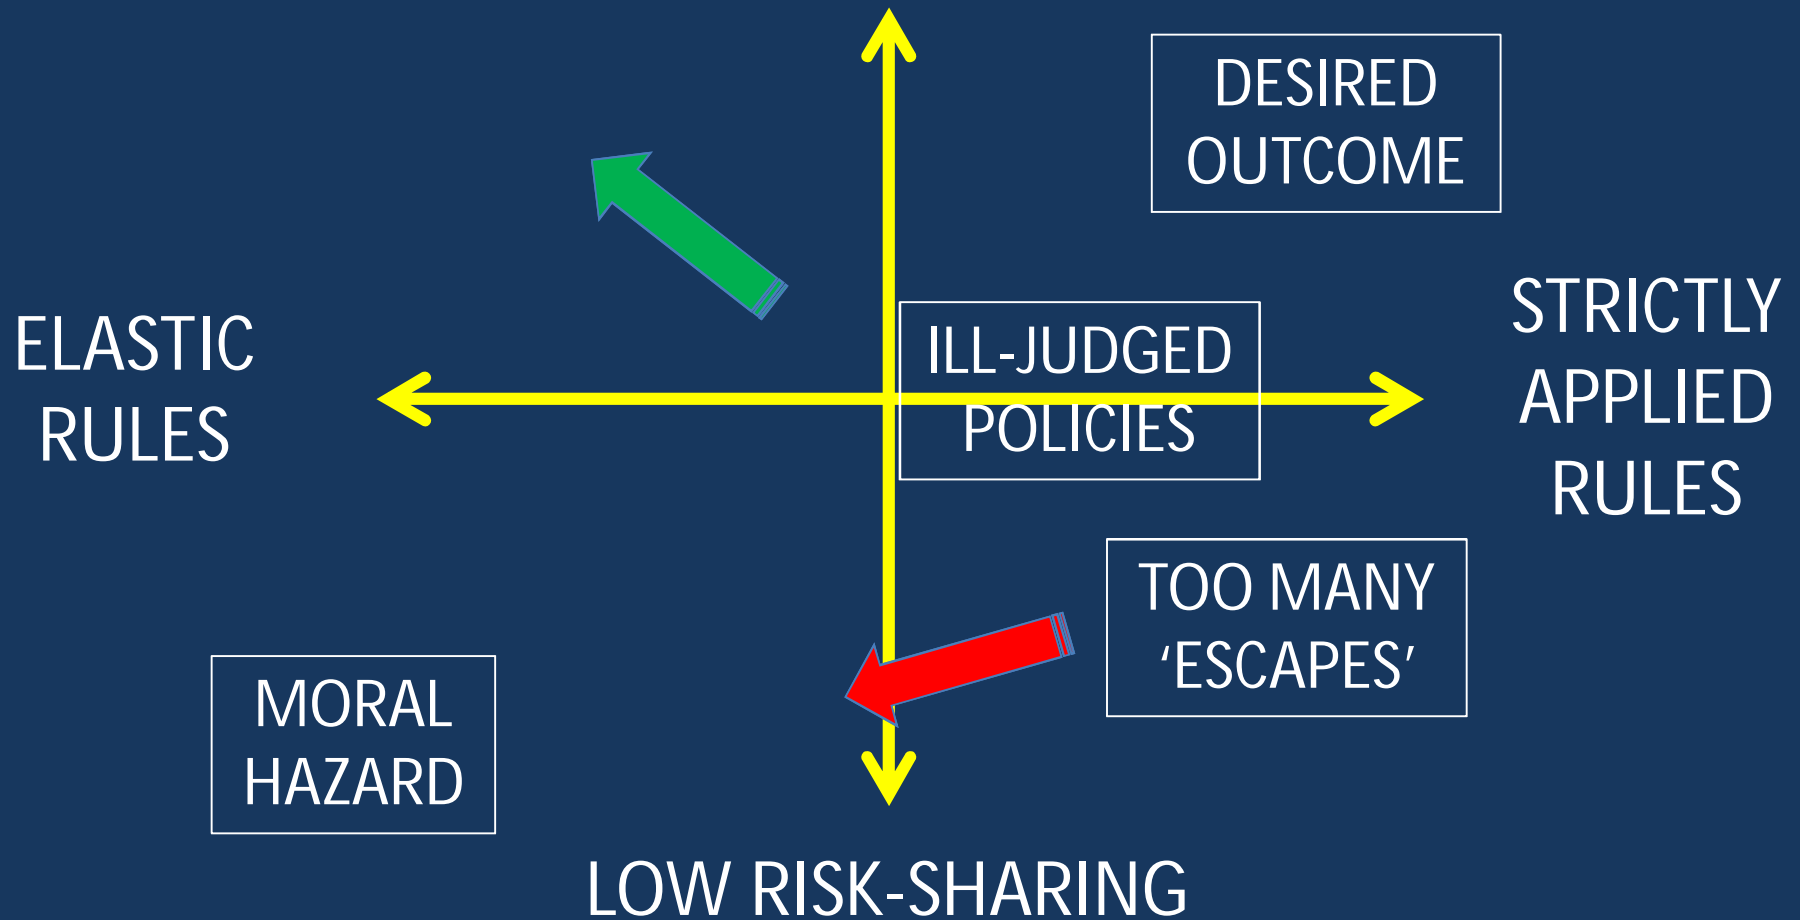 DESIRED
OUTCOME
ELASTIC
RULES
ILL-JUDGED
POLICIES
STRICTLY
APPLIED
RULES
TOO MANY
‘ESCAPES’
MORAL
HAZARD
LOW RISK-SHARING